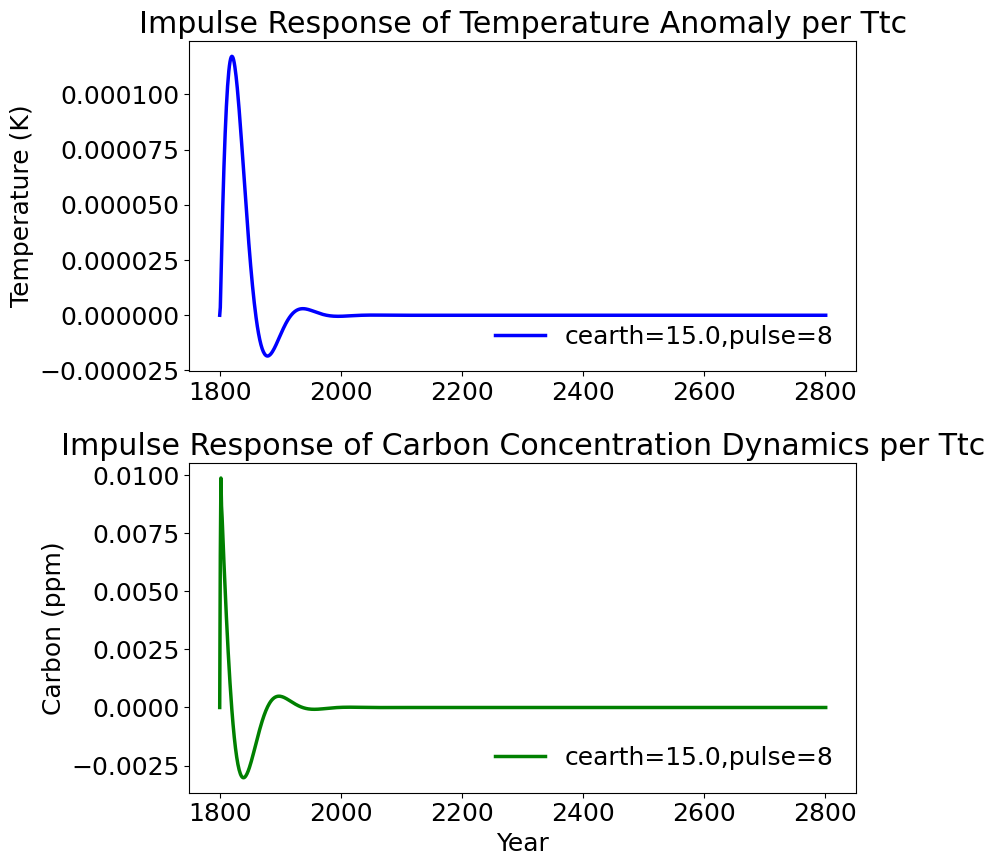 Impulse Response of Temperature Anomaly per Ttc
Temperature (K)
0.000100
0.000075
0.000050
0.000025
0.000000
−0.000025
cearth=15.0,pulse=8
1800 2000 2200 2400 2600 2800
Impulse Response of Carbon Concentration Dynamics per Ttc
Carbon (ppm)
0.0100
0.0075
0.0050
0.0025
0.0000
−0.0025
cearth=15.0,pulse=8
1800 2000 2200 2400 2600 2800
Year